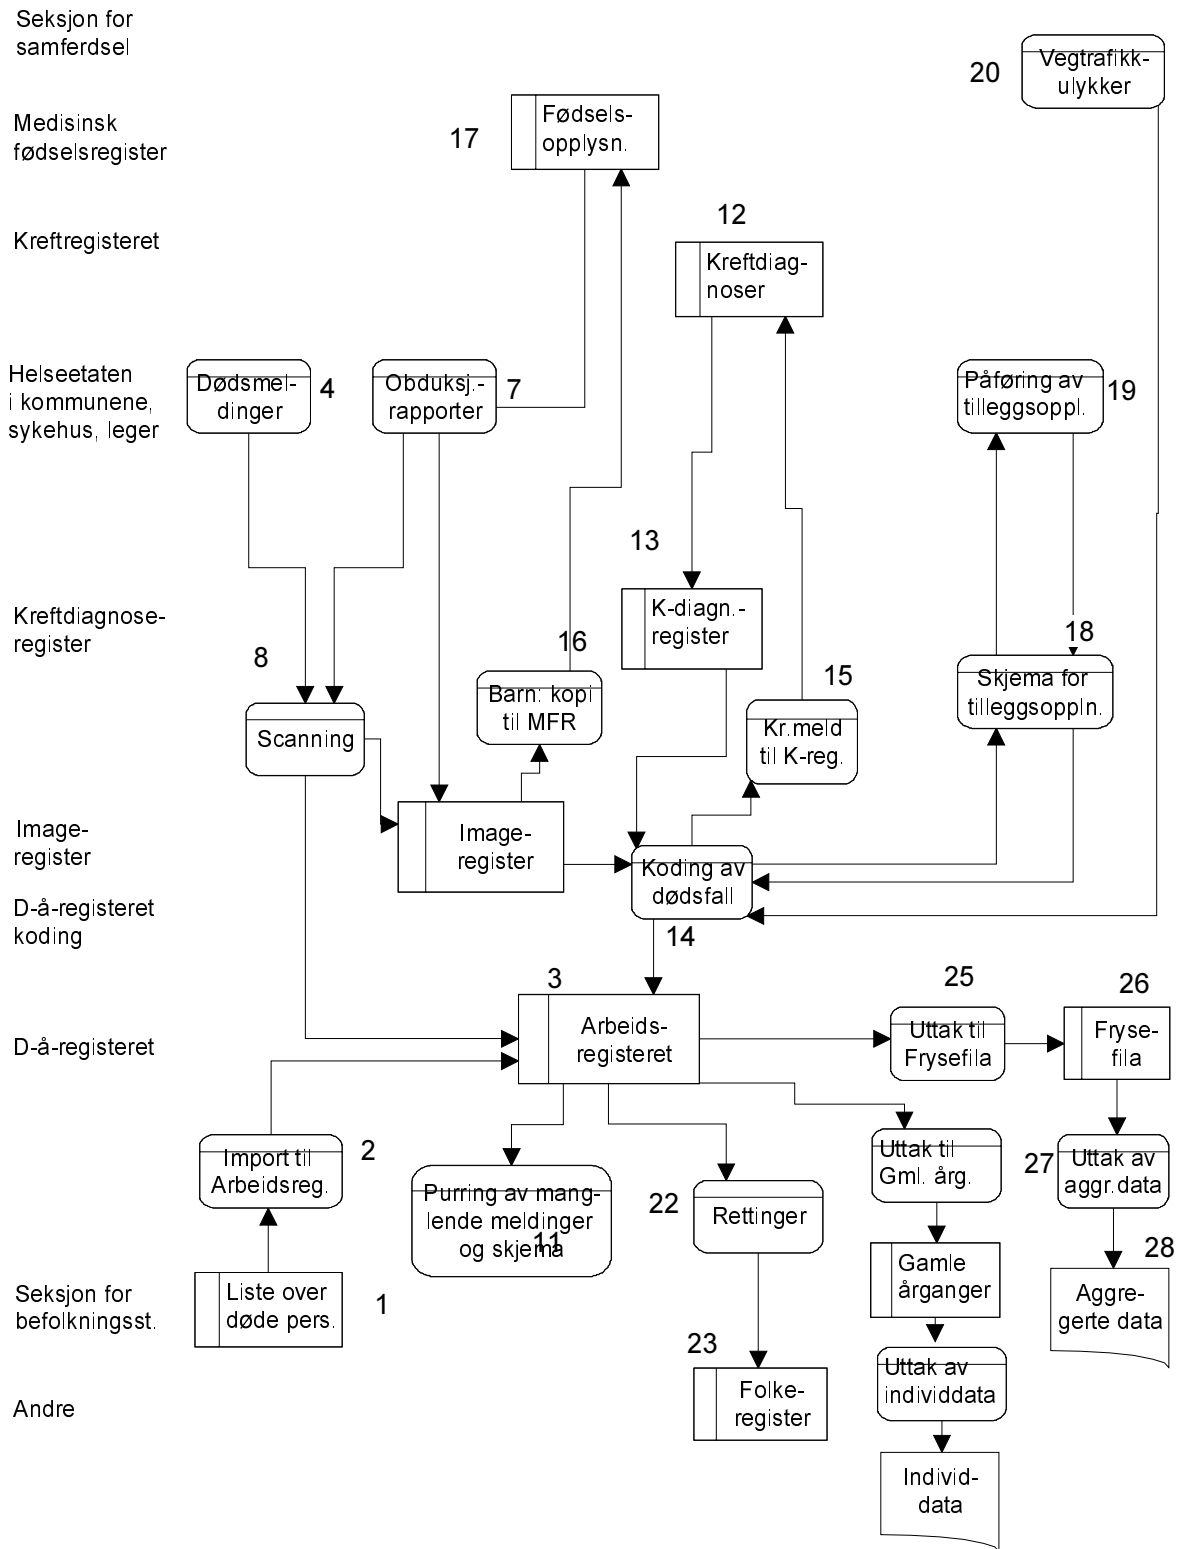 Seksjon for
samferdsel
20
Vegtrafikk-
ulykker
Medisinsk
fødselsregister
17
Fødsels-
opplysn.
Kreftregisteret
12
Kreftdiag-
noser
Helseetaten
i kommunene,
sykehus, leger
Dødsmel-
dinger
4
Obduksj.-
rapporter
7
Påføring av
tilleggsoppl.
19
13
K-diagn.-
register
Kreftdiagnose-
register
8
Scanning
16
Barn: kopi
til MFR
15
Kr.meld
til K-reg.
18
Skjema for
tilleggsoppln.
Image-
register
Image-
register
Koding av
dødsfall
D-å-registeret
koding
14
D-å-registeret
3
Arbeids-
registeret
25
Uttak til
Frysefila
26
Fryse-
fila
2
Import til
Arbeidsreg.
Purring av mang-
lende meldinger
og skjema
11
22
Rettinger
Uttak til
Gml. årg.
27
Uttak av
aggr.data
Seksjon for
befolkningsst.
Liste over
døde pers.
1
Gamle
årganger
28
Aggre-
gerte data
Andre
23
Folke-
register
Uttak av
individdata
Individ-
data